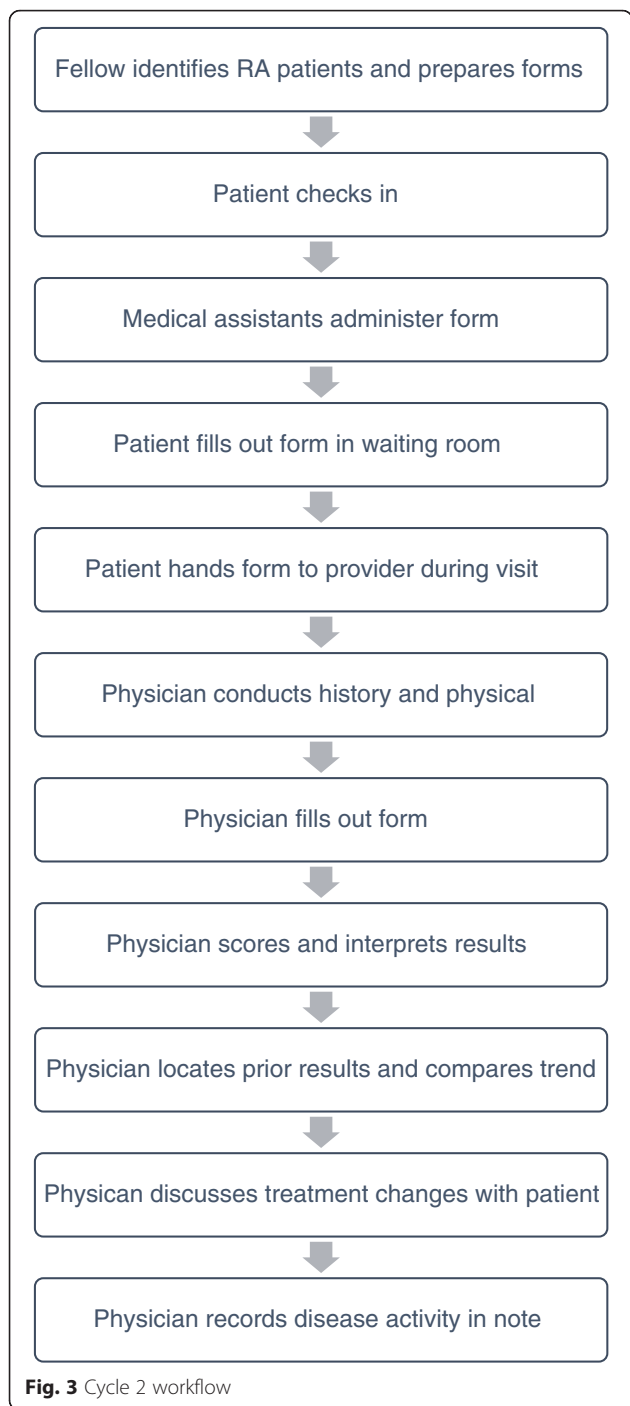 Fellow identifies RA patients and prepares forms
Patient checks in
Medical assistants administer form
Patient fills out form in waiting room
Patient hands form to provider during visit
Physician conducts history and physical
Physician fills out form
Physician scores and interprets results
Physician locates prior results and compares trend
Physican discusses treatment changes with patient
Physician records disease activity in note
Fig. 3 Cycle 2 workflow